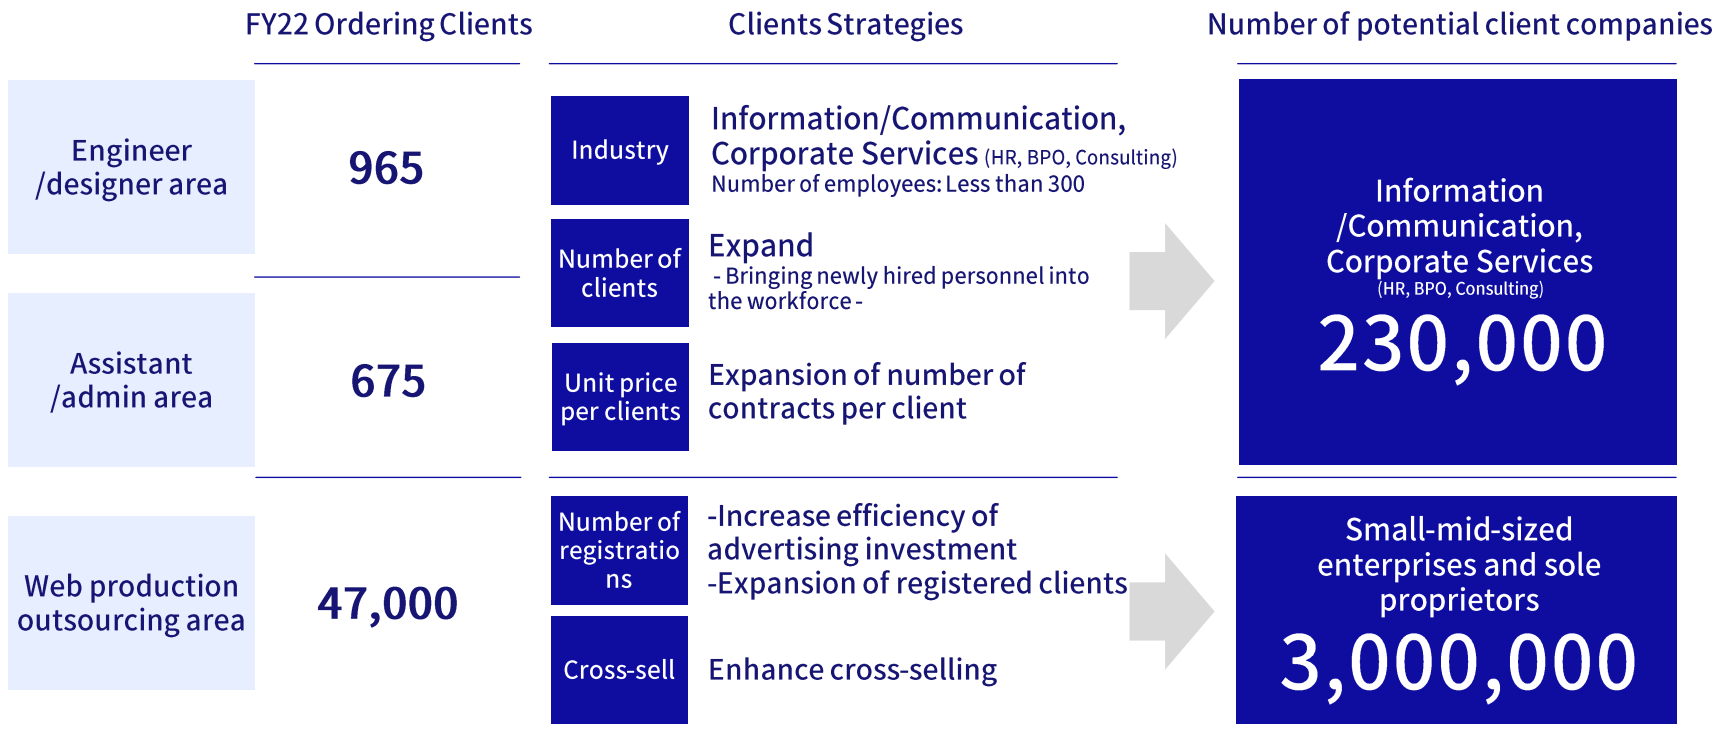 FY22 Ordering Clients
Clients Strategies
Number of potential client companies
Engineer
/designer area
965
Industry
Information/Communication,
Corporate Services (HR, BPO, Consulting)
Number of employees: Less than 300
Number of
clients
Expand
- Bringing newly hired personnel into
the workforce -
Assistant
/admin area
675
Unit price
per clients
Expansion of number of
contracts per client
Information
/Communication,
Corporate Services
(HR, BPO, Consulting)
230,000
Web production
outsourcing area
47,000
Number of
registratio
ns
-Increase efficiency of
advertising investment
-Expansion of registered clients
Cross-sell
Enhance cross-selling
Small-mid-sized
enterprises and sole
proprietors
3,000,000